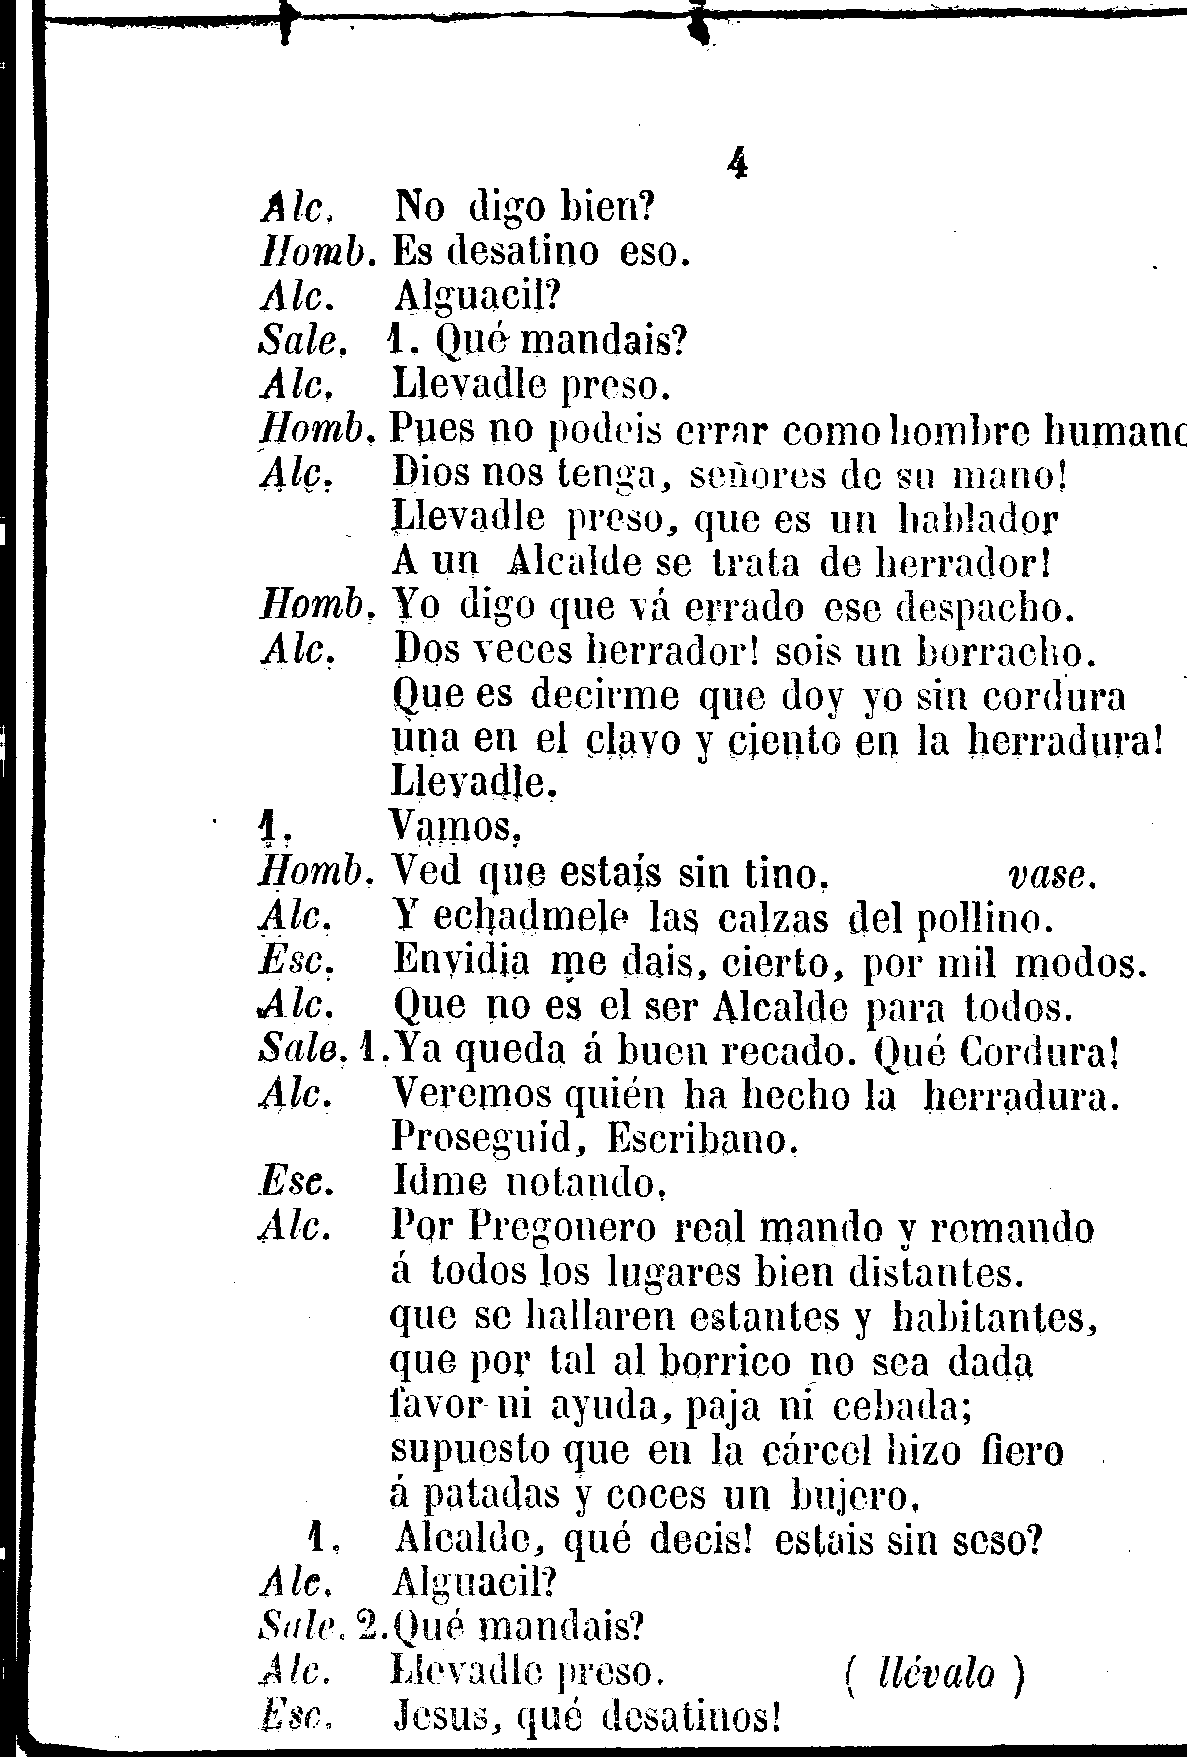 4
Alc. No digo bien?
Homb. Es desatino eso.
Alc. Alguacil?
Sale. 1. Qué mandais?
Alc. Llevadle preso.
Homb. Pues no podeis errar como hombre humano
Alc. Dios nos tenga, señores de su mano!
Llevadle preso, que es un hablador
A un Alcalde se trata de herrador!
Homb. Yo digo que vá errado ese despacho.
Alc. Dos veces herrador! sois un borracho.
Que es decirme que doy yo sin cordura
una en el clavo y ciento en la herradura!
Llevadle.
1. Vamos.
Homb. Ved que estais sin tino. vase.
Alc. Y echadmele las calzas del pollino.
Esc. Envidia me dais, cierto, por mil modos.
Alc. Que no es el ser Alcalde para todos.
Sale. 1. Ya queda á buen recado. Qué Cordura!
Alc. Veremos quién ha hecho la herradura.
Proseguid, Escribano.
Esc. Idme notando.
Alc. Por Pregonero real mando y remando
á todos los lugares bien distantes.
que se hallaren estantes y habitantes,
que por tal al borrico no sea dada
favor ni ayuda, paja ni cebada;
supuesto que en la cárcel hizo fiero
á patadas y coces un bujero.
1. Alcalde, qué decis! estais sin seso?
Alc. Alguacil?
Sale. 2. Qué mandais?
Alc. Llevadle preso. ( llévalo )
Esc. Jesus, qué desatinos!